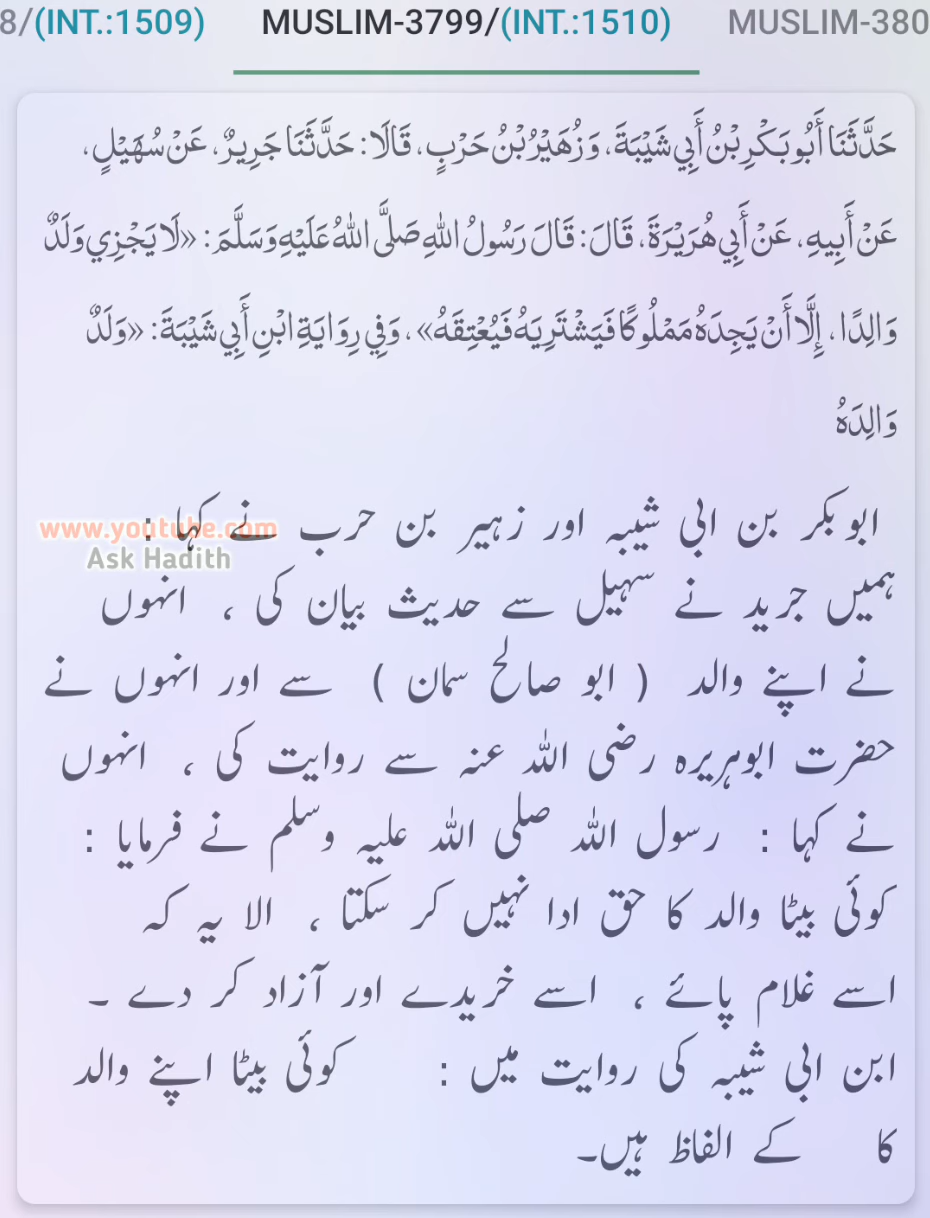 8/(INT.:1509) MUSLIM-3799/(INT.:1510) MUSLIM-380
حَدَّثَنَا أَبُو بَكْرِ بْنُ أَبِي شَيْبَةَ، وَزُهَيْرُ بْنُ حَرْبٍ، قَالَا: حَدَّثَنَا جَرِيرٌ، عَنْ سُهَيْلٍ،
عَنْ أَبِيهِ، عَنْ أَبِي هُرَيْرَةَ، قَالَ: قَالَ رَسُولُ اللهِ صَلَّى اللهُ عَلَيْهِ وَسَلَّمَ: «لَا يَجْزِي وَلَدٌ
وَالِدًا، إِلَّا أَنْ يَجِدَهُ مَمْلُوكًا فَيَشْتَرِيَهُ فَيُعْتِقَهُ»، وَفِي رِوَايَةِ ابْنِ أَبِي شَيْبَةَ: «وَلَدٌ
وَالِدَهُ
ابوبکر بن ابی شیبہ اور زہیر بن حرب نے کہا :
www.youtube.com
Ask Hadith
ہمیں جرید نے سہیل سے حدیث بیان کی ، انہوں
نے اپنے والد ( ابو صالح سمان ) سے اور انہوں نے
حضرت ابوہریرہ رضی اللہ عنہ سے روایت کی ، انہوں
نے کہا : رسول اللہ صلی اللہ علیہ وسلم نے فرمایا :
کوئی بیٹا والد کا حق ادا نہیں کر سکتا ، الا یہ کہ
اسے غلام پائے ، اسے خریدے اور آزاد کر دے ۔
ابن ابی شیبہ کی روایت میں : کوئی بیٹا اپنے والد
کا کے الفاظ ہیں۔